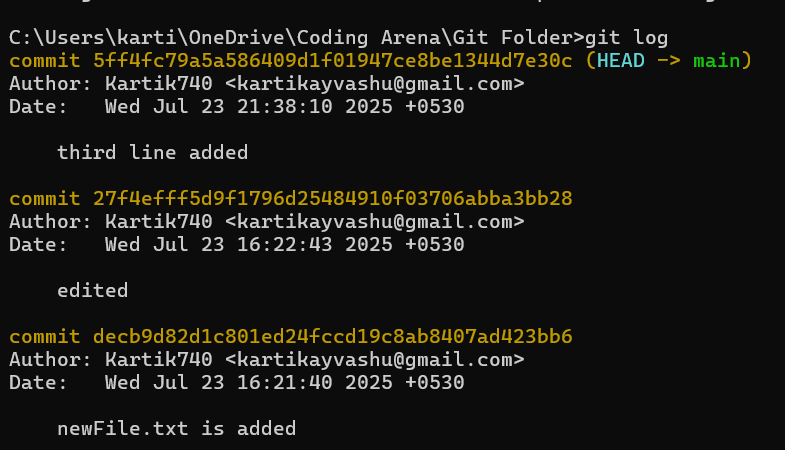 C:\Users\karti\OneDrive\Coding Arena\Git Folder>git log
commit 5ff4fc79a5a586409d1f01947ce8be1344d7e30c (HEAD -> main)
Author: Kartik740 <kartikayvashu@gmail.com>
Date:   Wed Jul 23 21:38:10 2025 +0530
    third line added
commit 27f4efff5d9f1796d25484910f03706abba3bb28
Author: Kartik740 <kartikayvashu@gmail.com>
Date:   Wed Jul 23 16:22:43 2025 +0530
    edited
commit decb9d82d1c801ed24fccd19c8ab8407ad423bb6
Author: Kartik740 <kartikayvashu@gmail.com>
Date:   Wed Jul 23 16:21:40 2025 +0530
    newFile.txt is added